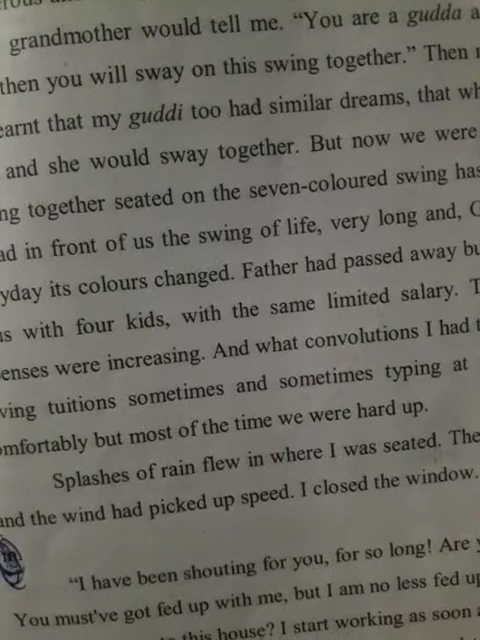 grandmother would tell me. “You are a gudda a
then you will sway on this swing together.” Then
earnt that my guddi too had similar dreams, that wh
and she would sway together. But now we were
ng together seated on the seven-coloured swing has
ad in front of us the swing of life, very long and,
yday its colours changed. Father had passed away bu
us with four kids, with the same limited salary.
enses were increasing. And what convolutions I had
ving tuitions sometimes and sometimes typing at
omfortably but most of the time we were hard up.
Splashes of rain flew in where I was seated. The
and the wind had picked up speed. I closed the window.
“I have been shouting for you, for so long! Are
You must've got fed up with me, but I am no less fed up
this house? I start working as soon